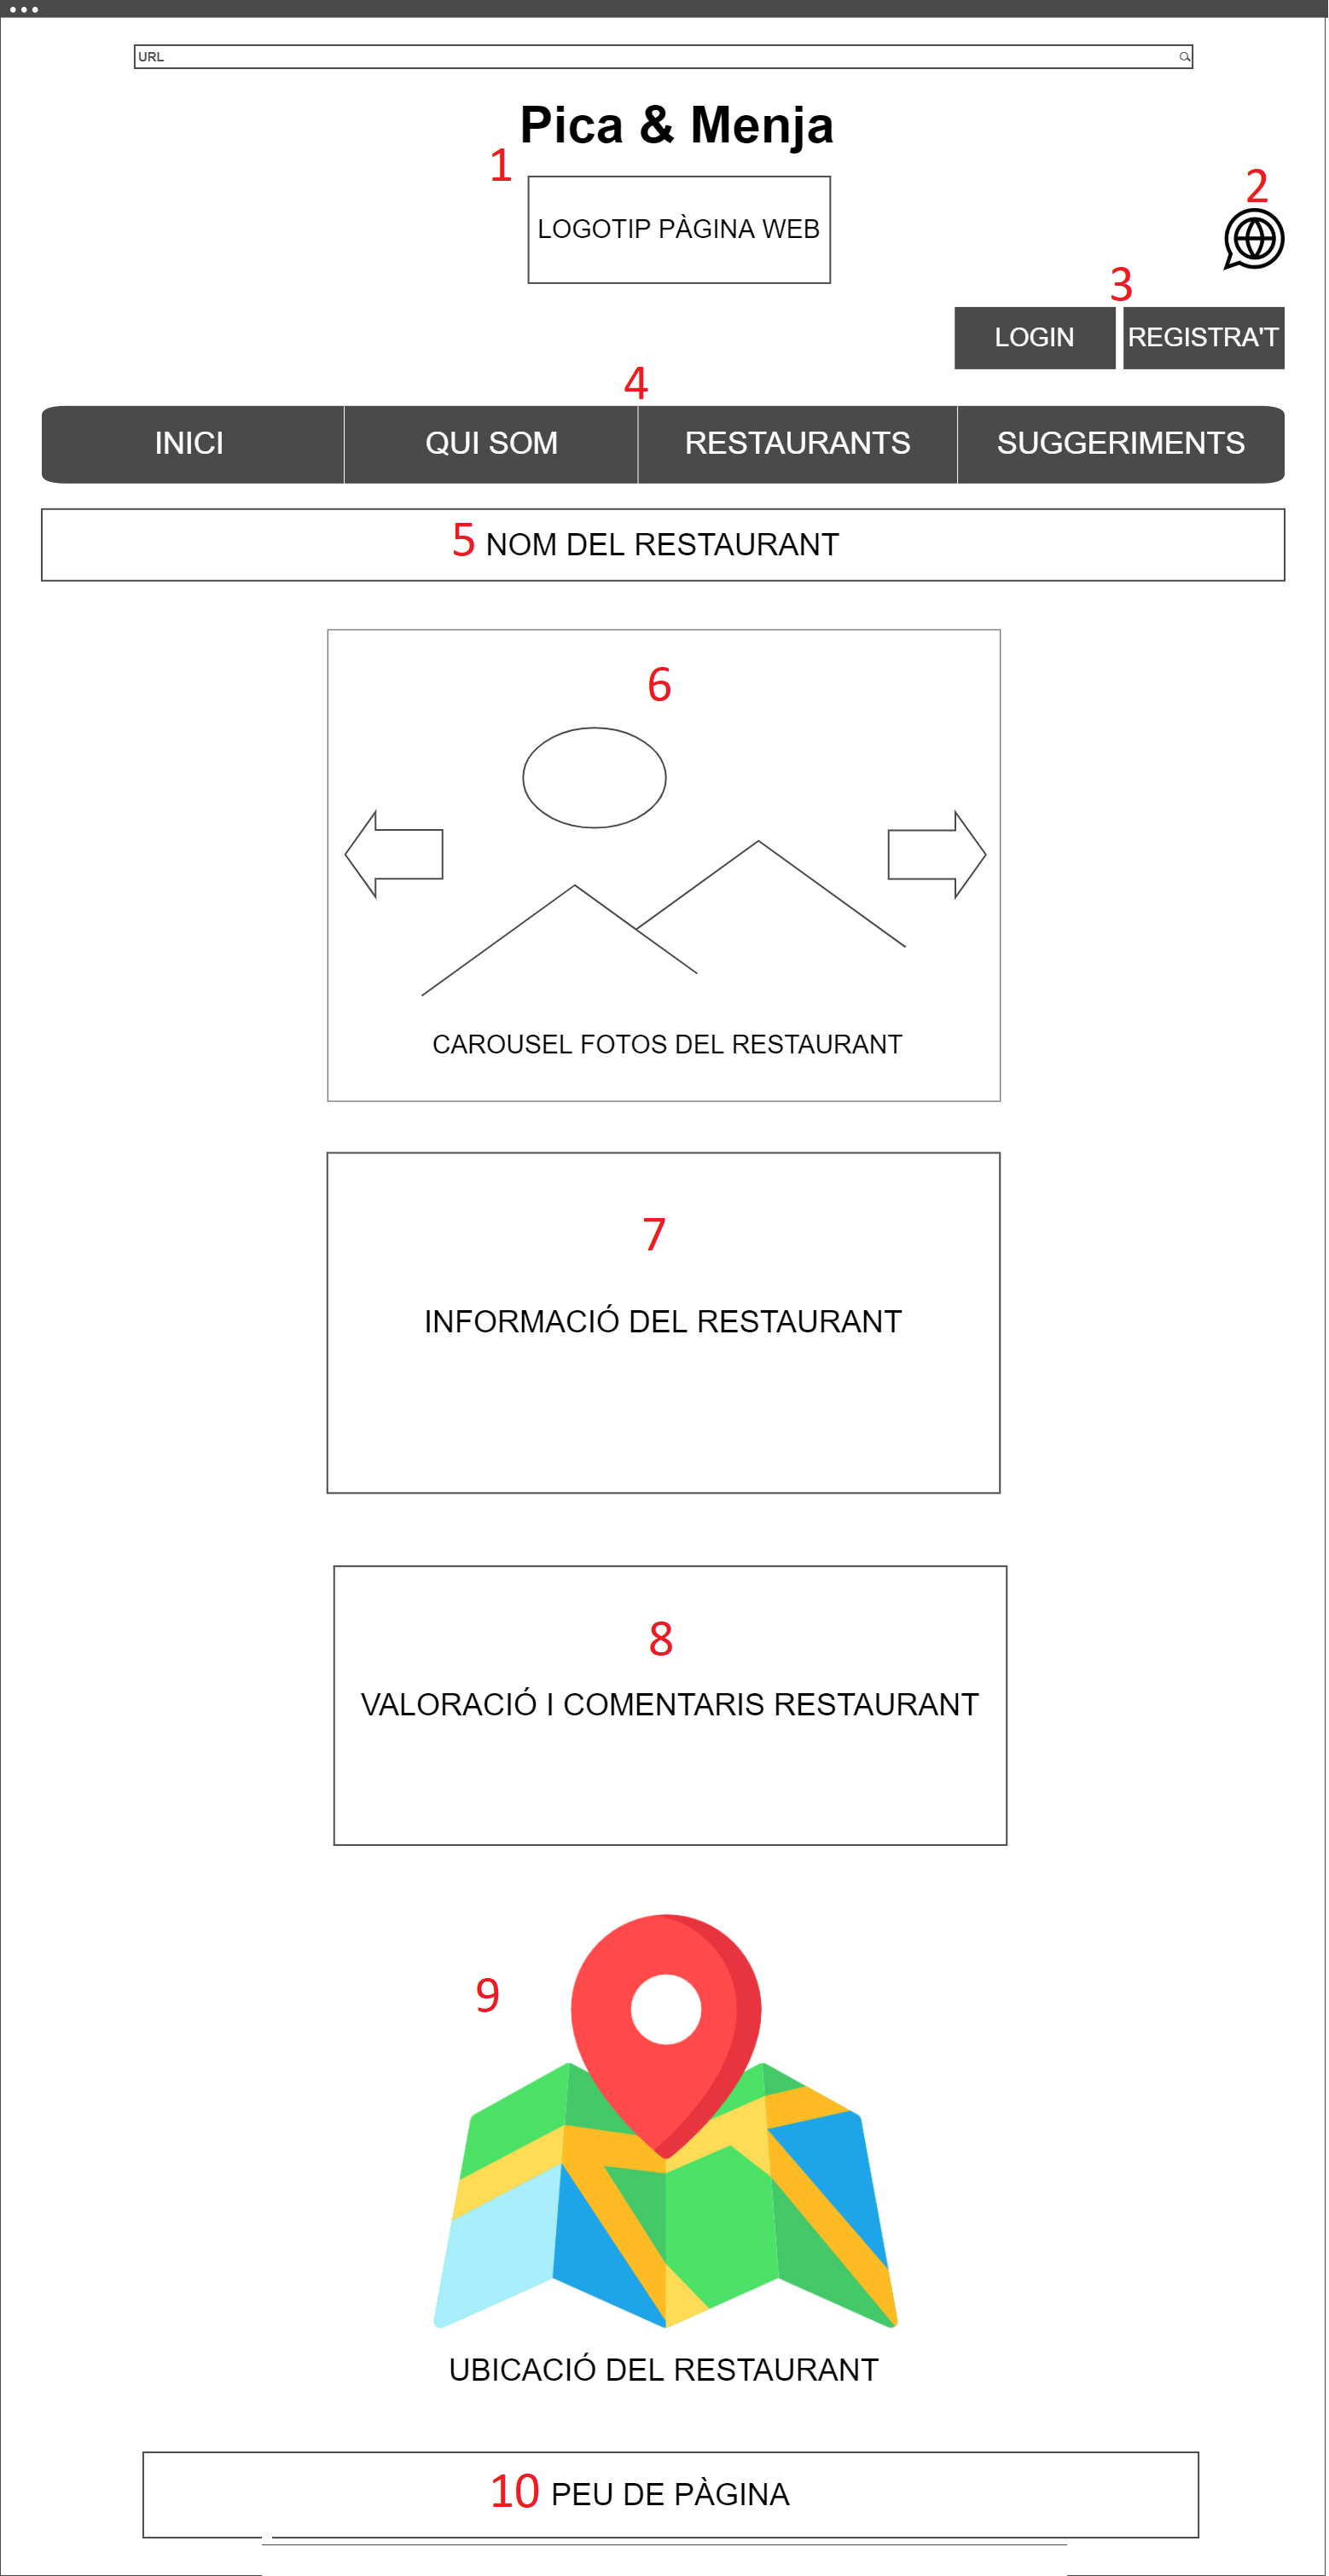 URL
Pica & Menja
1
LOGOTIP PÀGINA WEB
2
3
LOGIN REGISTRA'T
4
INICI QUI SOM RESTAURANTS SUGGERIMENTS
5 NOM DEL RESTAURANT
6
CAROUSEL FOTOS DEL RESTAURANT
7
INFORMACIÓ DEL RESTAURANT
8
VALORACIÓ I COMENTARIS RESTAURANT
9
UBICACIÓ DEL RESTAURANT
10 PEU DE PÀGINA